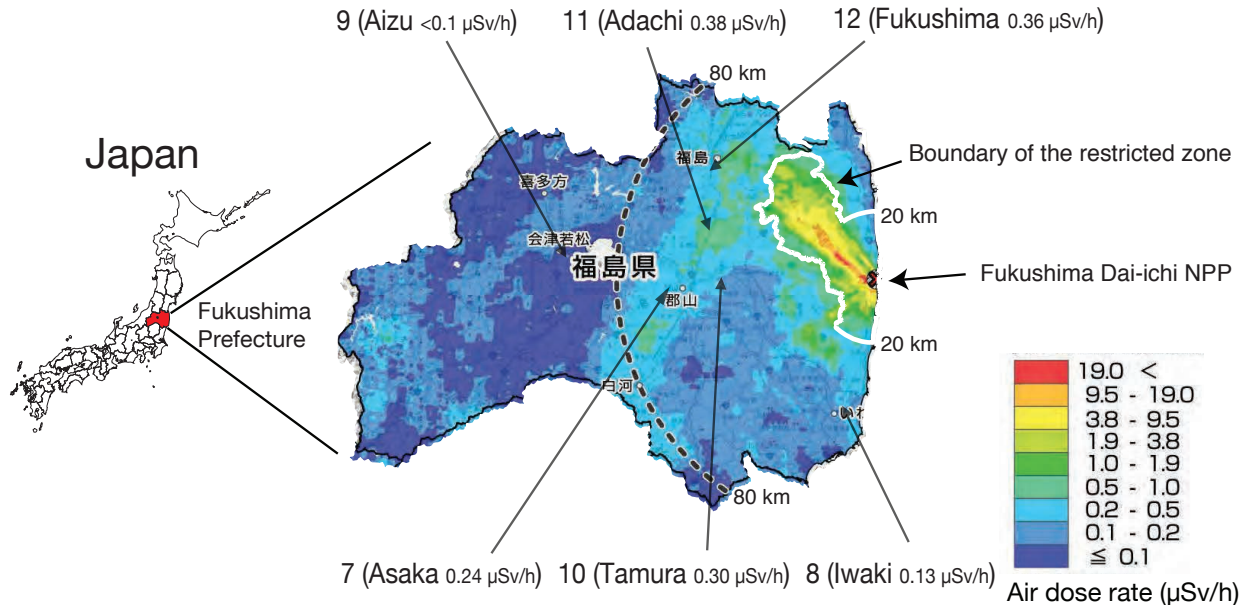 9 (Aizu <0.1 µSv/h)
11 (Adachi 0.38 µSv/h)
12 (Fukushima 0.36 µSv/h)
80 km
Japan
福島
Boundary of the restricted zone
喜多方
20 km
会津若松
福島県
Fukushima Dai-ichi NPP
郡山
Fukushima
Prefecture
20 km
白河
いわ
80 km
19.0 <
9.5 - 19.0
3.8 - 9.5
1.9 - 3.8
1.0 - 1.9
0.5 - 1.0
0.2 - 0.5
0.1 - 0.2
≦ 0.1
7 (Asaka 0.24 µSv/h)
10 (Tamura 0.30 µSv/h)
8 (Iwaki 0.13 µSv/h)
Air dose rate (µSv/h)